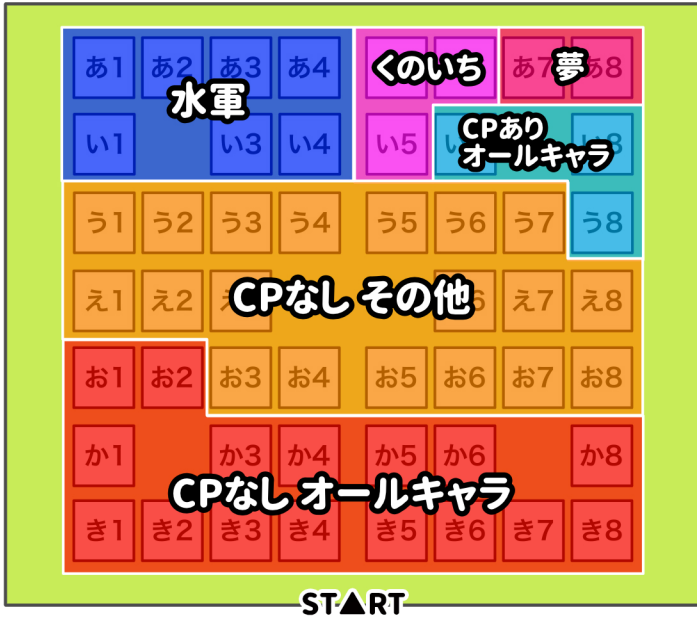 あ1 あ2 あ3 あ4 くのいち あ7 夢 あ8
水軍
い1 い3 い4 い5 い8
CPあり
オールキャラ
う1 う2 う3 う4 う5 う6 う7 う8
え1 え2 え7 え8
CPなし その他
お1 お2 お3 お4 お5 お6 お7 お8
か1 か3 か4 か5 か6 か8
CPなし オールキャラ
き1 き2 き3 き4 き5 き6 き7 き8
ST▲RT